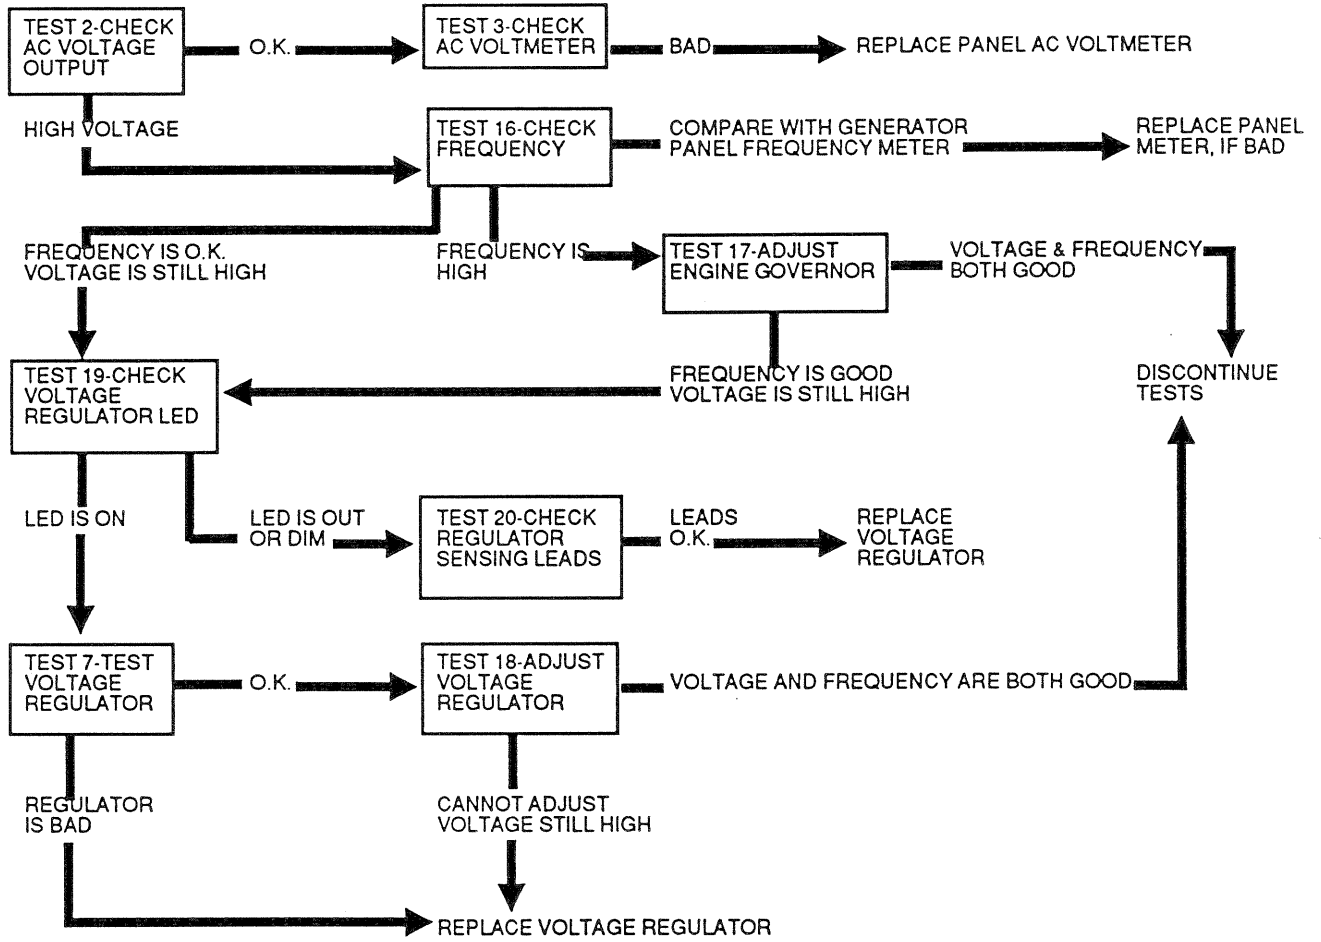 TEST 2-CHECK
AC VOLTAGE
OUTPUT
O.K.
TEST 3-CHECK
AC VOLTMETER
BAD
REPLACE PANEL AC VOLTMETER
HIGH VOLTAGE
TEST 16-CHECK
FREQUENCY
COMPARE WITH GENERATOR
PANEL FREQUENCY METER
REPLACE PANEL
METER, IF BAD
FREQUENCY IS O.K.
VOLTAGE IS STILL HIGH
FREQUENCY IS
HIGH
TEST 17-ADJUST
ENGINE GOVERNOR
VOLTAGE & FREQUENCY
BOTH GOOD
TEST 19-CHECK
VOLTAGE
REGULATOR LED
FREQUENCY IS GOOD
VOLTAGE IS STILL HIGH
DISCONTINUE
TESTS
LED IS ON
LED IS OUT
OR DIM
TEST 20-CHECK
REGULATOR
SENSING LEADS
LEADS
O.K.
REPLACE
VOLTAGE
REGULATOR
TEST 7-TEST
VOLTAGE
REGULATOR
O.K.
TEST 18-ADJUST
VOLTAGE
REGULATOR
VOLTAGE AND FREQUENCY ARE BOTH GOOD
REGULATOR
IS BAD
CANNOT ADJUST
VOLTAGE STILL HIGH
REPLACE VOLTAGE REGULATOR